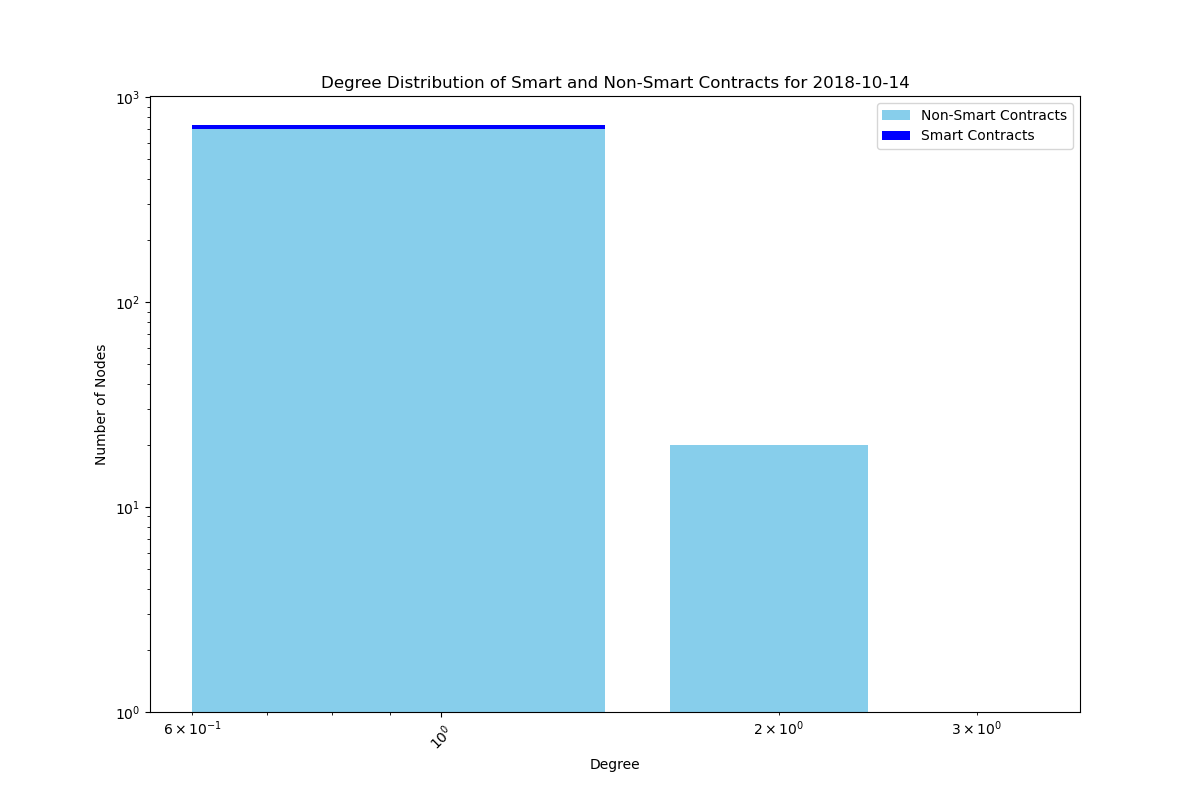 Degree Distribution of Smart and Non-Smart Contracts for 2018-10-14
Non-Smart Contracts
Smart Contracts
Number of Nodes
10³
10²
10¹
10⁰
6 × 10⁻¹
10⁰
2 × 10⁰
3 × 10⁰
Degree